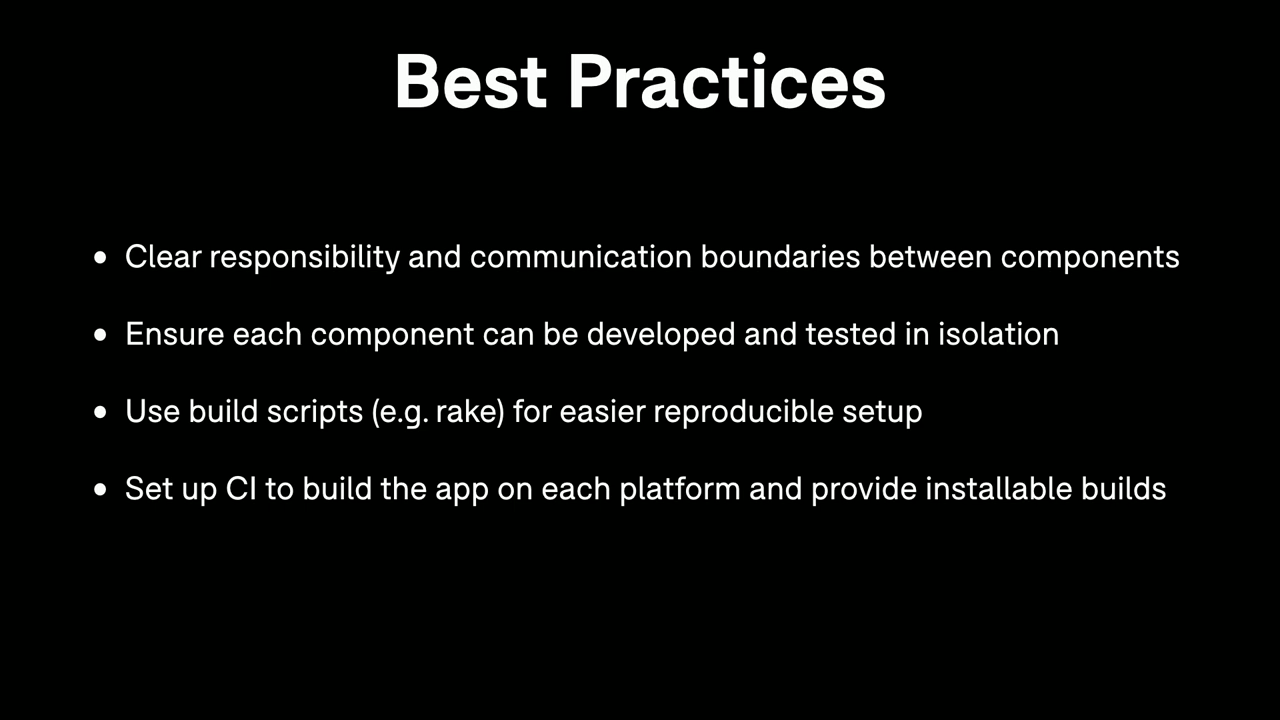 Best Practices
• Clear responsibility and communication boundaries between components
• Ensure each component can be developed and tested in isolation
• Use build scripts (e.g. rake) for easier reproducible setup
• Set up CI to build the app on each platform and provide installable builds